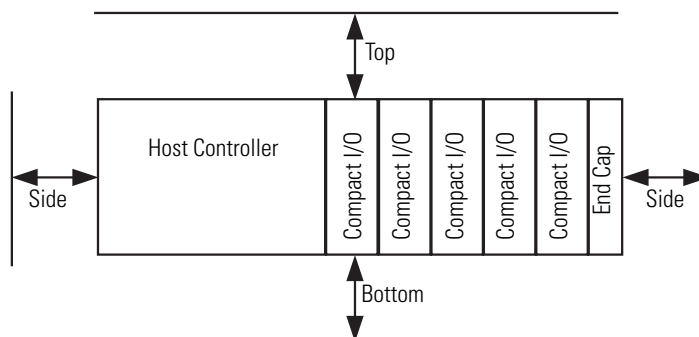 Top
Host Controller
Compact I/O
Compact I/O
Compact I/O
Compact I/O
Compact I/O
End Cap
Side
Side
Bottom